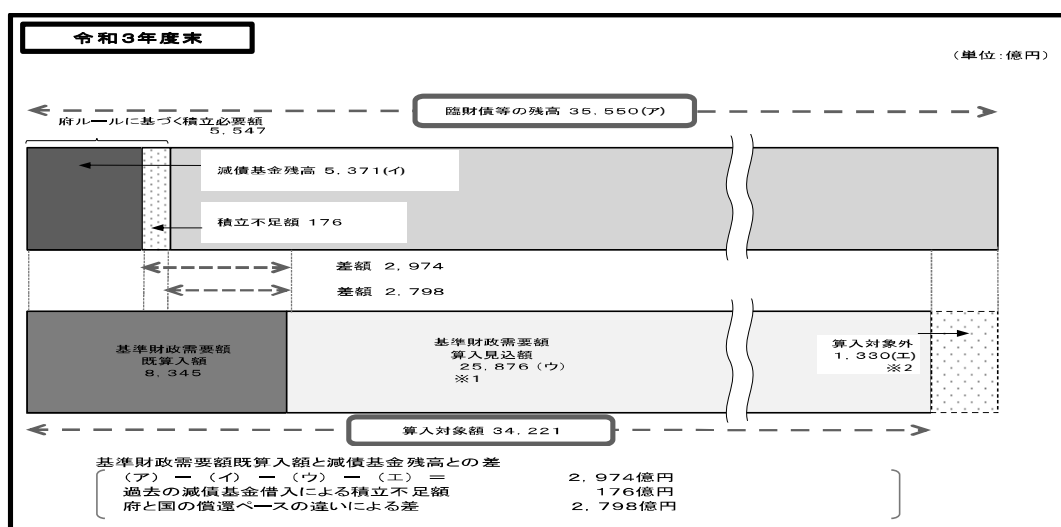 令和３年度末
（単位：億円）
臨財債等の残高 ３５，５５０(ア)
府ルールに基づく積立必要額
５，５４７
減債基金残高 ５，３７１(イ)
積立不足額 １７６
差額 ２，９７４
差額 ２，７９８
基準財政需要額
既算入額
８，３４５
基準財政需要額
算入見込額
２５，８７６（ウ）
※１
算入対象外
１，３３０(エ)
※２
算入対象額 ３４，２２１
基準財政需要額既算入額と減債基金残高との差
（ア） － （イ） － （ウ） － （エ） ＝ ２，９７４億円
過去の減債基金借入による積立不足額 １７６億円
府と国の償還ペースの違いによる差 ２，７９８億円